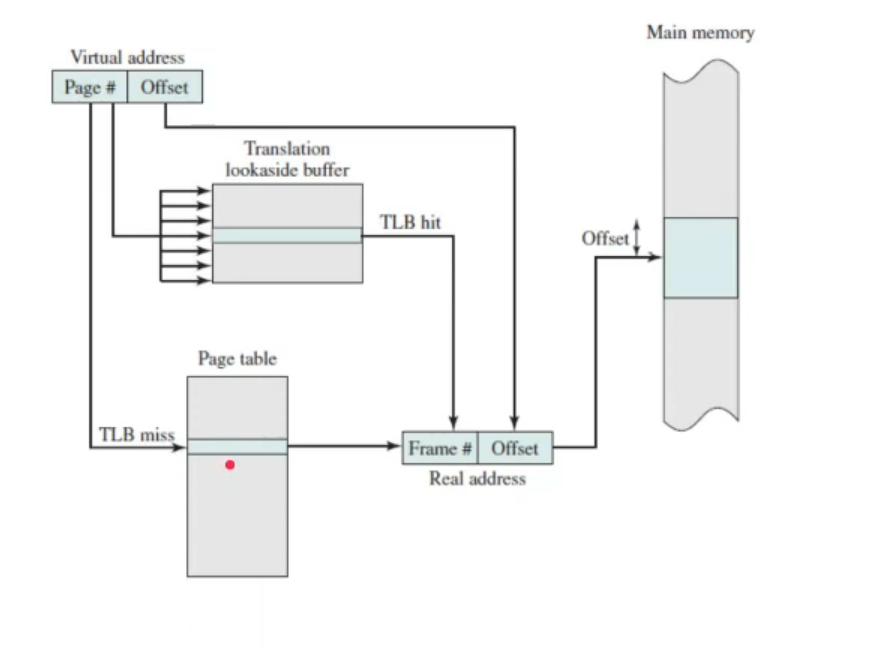 Main memory
Virtual address
Page # Offset
Translation
lookaside buffer
TLB hit
Offset
Page table
TLB miss
Frame # Offset
Real address